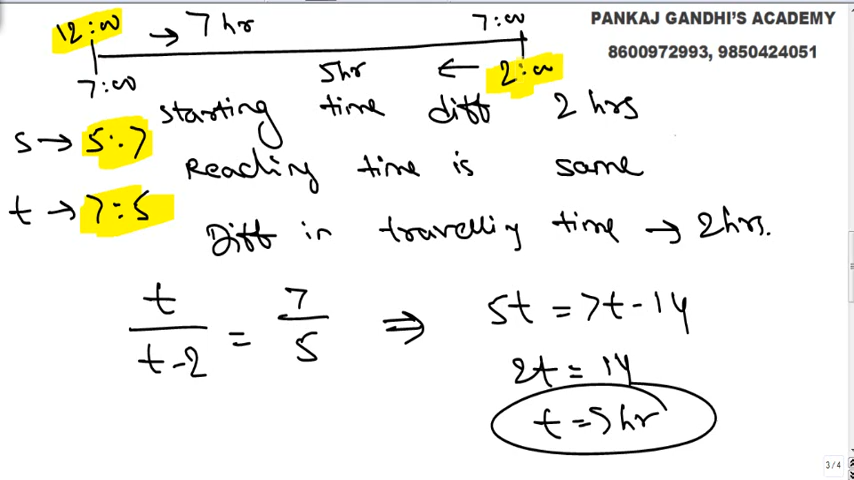 12:00 → 7 hr 7:00 PANKAJ GANDHI'S ACADEMY
8600972993, 9850424051
7:00 5hr ← 2:00
starting time diff 2 hrs
s → 5:7
Reaching time is same
t → 7:5
Diff in travelling time → 2hrs.
t/t-2 = 7/5 ⇒ 5t = 7t-14
2t = 14
t = 5 hr
3/4